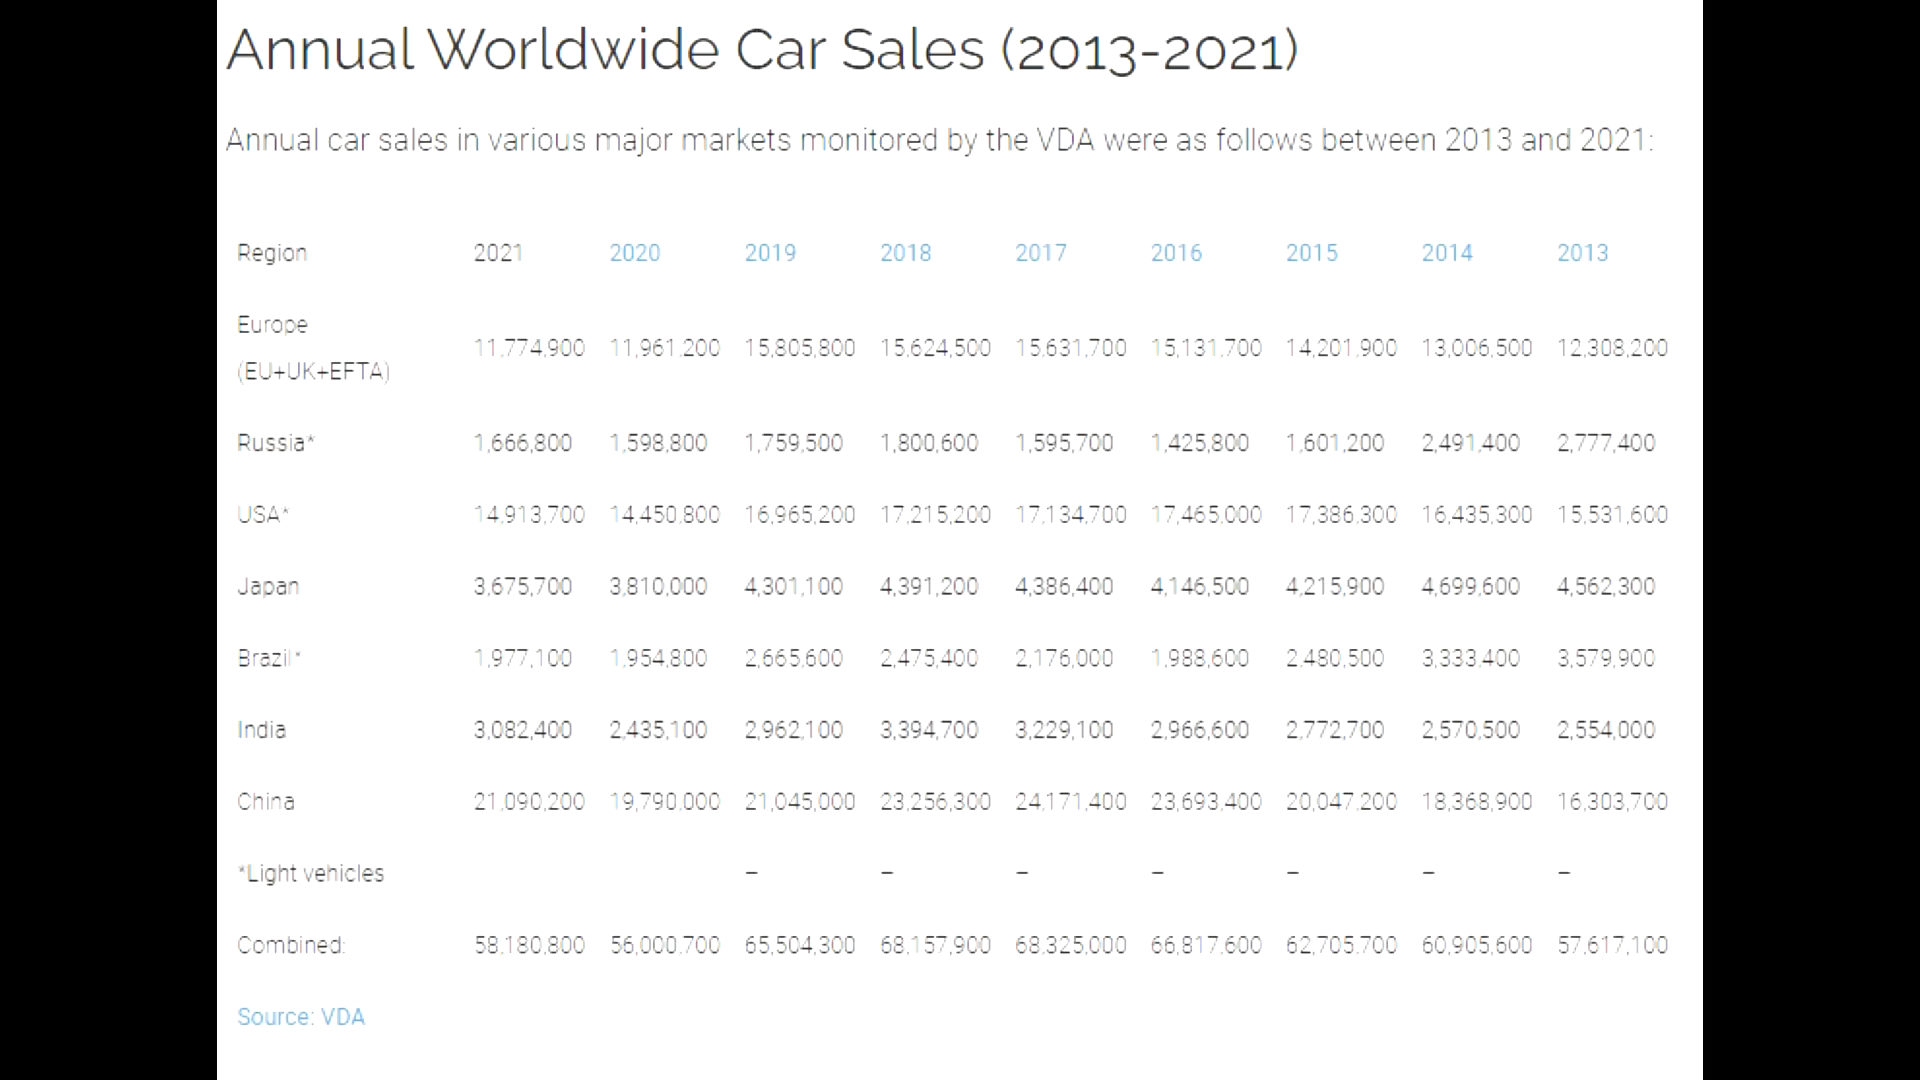 Annual Worldwide Car Sales (2013-2021)
Annual car sales in various major markets monitored by the VDA were as follows between 2013 and 2021:
Region 2021 2020 2019 2018 2017 2016 2015 2014 2013
Europe (EU+UK+EFTA) 11,774,900 11,961,200 15,805,800 15,624,500 15,631,700 15,131,700 14,201,900 13,006,500 12,308,200
Russia* 1,666,800 1,598,800 1,759,500 1,800,600 1,595,700 1,425,800 1,601,200 2,491,400 2,777,400
USA* 14,913,700 14,450,800 16,965,200 17,215,200 17,134,700 17,465,000 17,386,300 16,435,300 15,531,600
Japan 3,675,700 3,810,000 4,301,100 4,391,200 4,386,400 4,146,500 4,215,900 4,699,600 4,562,300
Brazil* 1,977,100 1,954,800 2,665,600 2,475,400 2,176,000 1,988,600 2,480,500 3,333,400 3,579,900
India 3,082,400 2,435,100 2,962,100 3,394,700 3,229,100 2,966,600 2,772,700 2,570,500 2,554,000
China 21,090,200 19,790,000 21,045,000 23,256,300 24,171,400 23,693,400 20,047,200 18,368,900 16,303,700
*Light vehicles – – – – – – –
Combined: 58,180,800 56,000,700 65,504,300 68,157,900 68,325,000 66,817,600 62,705,700 60,905,600 57,617,100
Source: VDA